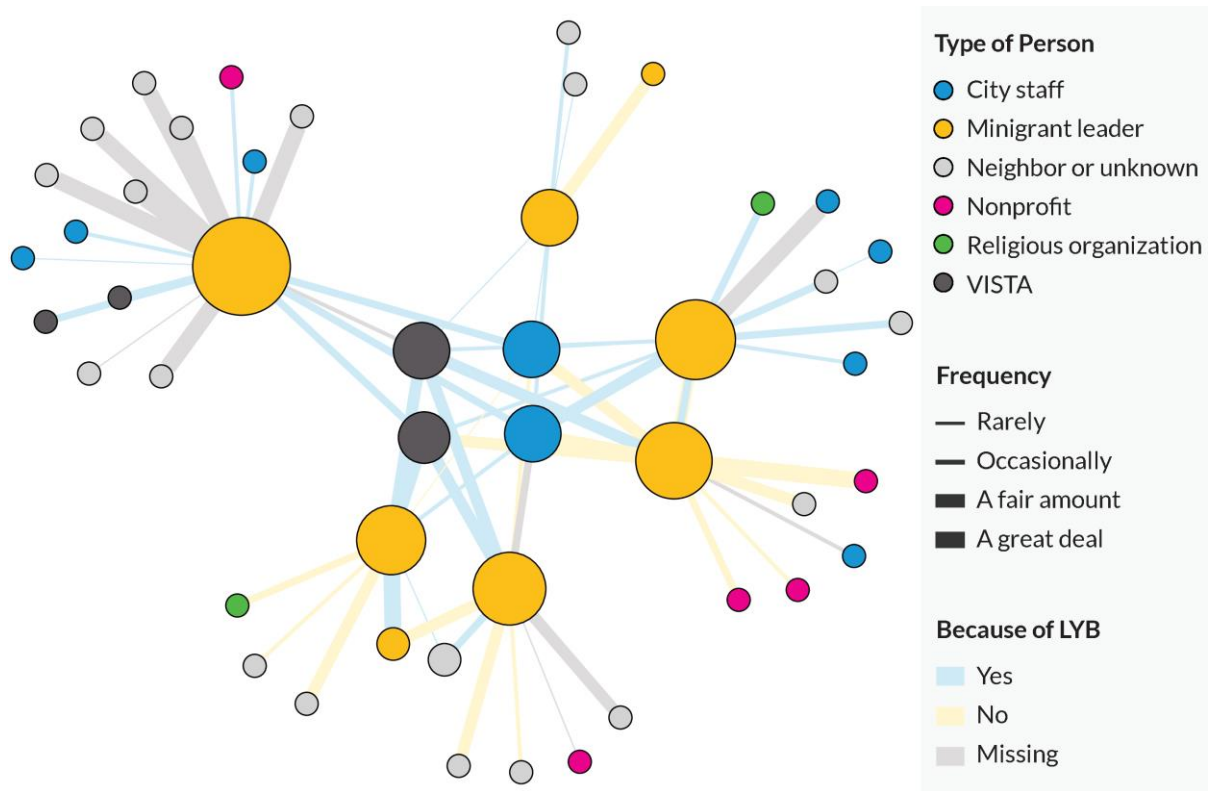 Type of Person
City staff
Minigrant leader
Neighbor or unknown
Nonprofit
Religious organization
VISTA
Frequency
Rarely
Occasionally
A fair amount
A great deal
Because of LYB
Yes
No
Missing